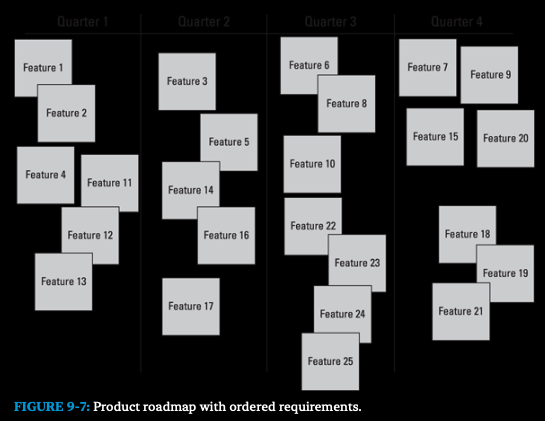 Quarter 1
Quarter 2
Quarter 3
Quarter 4
Feature 1
Feature 2
Feature 4
Feature 11
Feature 12
Feature 13
Feature 3
Feature 5
Feature 14
Feature 16
Feature 17
Feature 6
Feature 8
Feature 10
Feature 22
Feature 23
Feature 24
Feature 25
Feature 7
Feature 9
Feature 15
Feature 20
Feature 18
Feature 19
Feature 21
FIGURE 9-7: Product roadmap with ordered requirements.